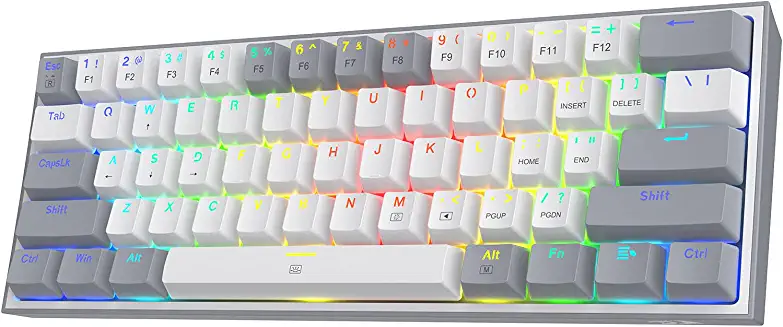 Esc 1 ! 2 @ 3 # 4 $ 5 % 6 ^ 7 & 8 * 9 ( 0 ) - _ = +
R F1 F2 F3 F4 F5 F6 F7 F8 F9 F10 F11 F12
Tab Q W E R T Y U I O P [ { ] } \ |
INSERT DELETE
CapsLk A S D F G H J K L ; : ' "
HOME END
Shift Z X C V B N M , < . > / ? Shift
PGUP PGDN
Ctrl Win Alt Alt Fn Ctrl
M